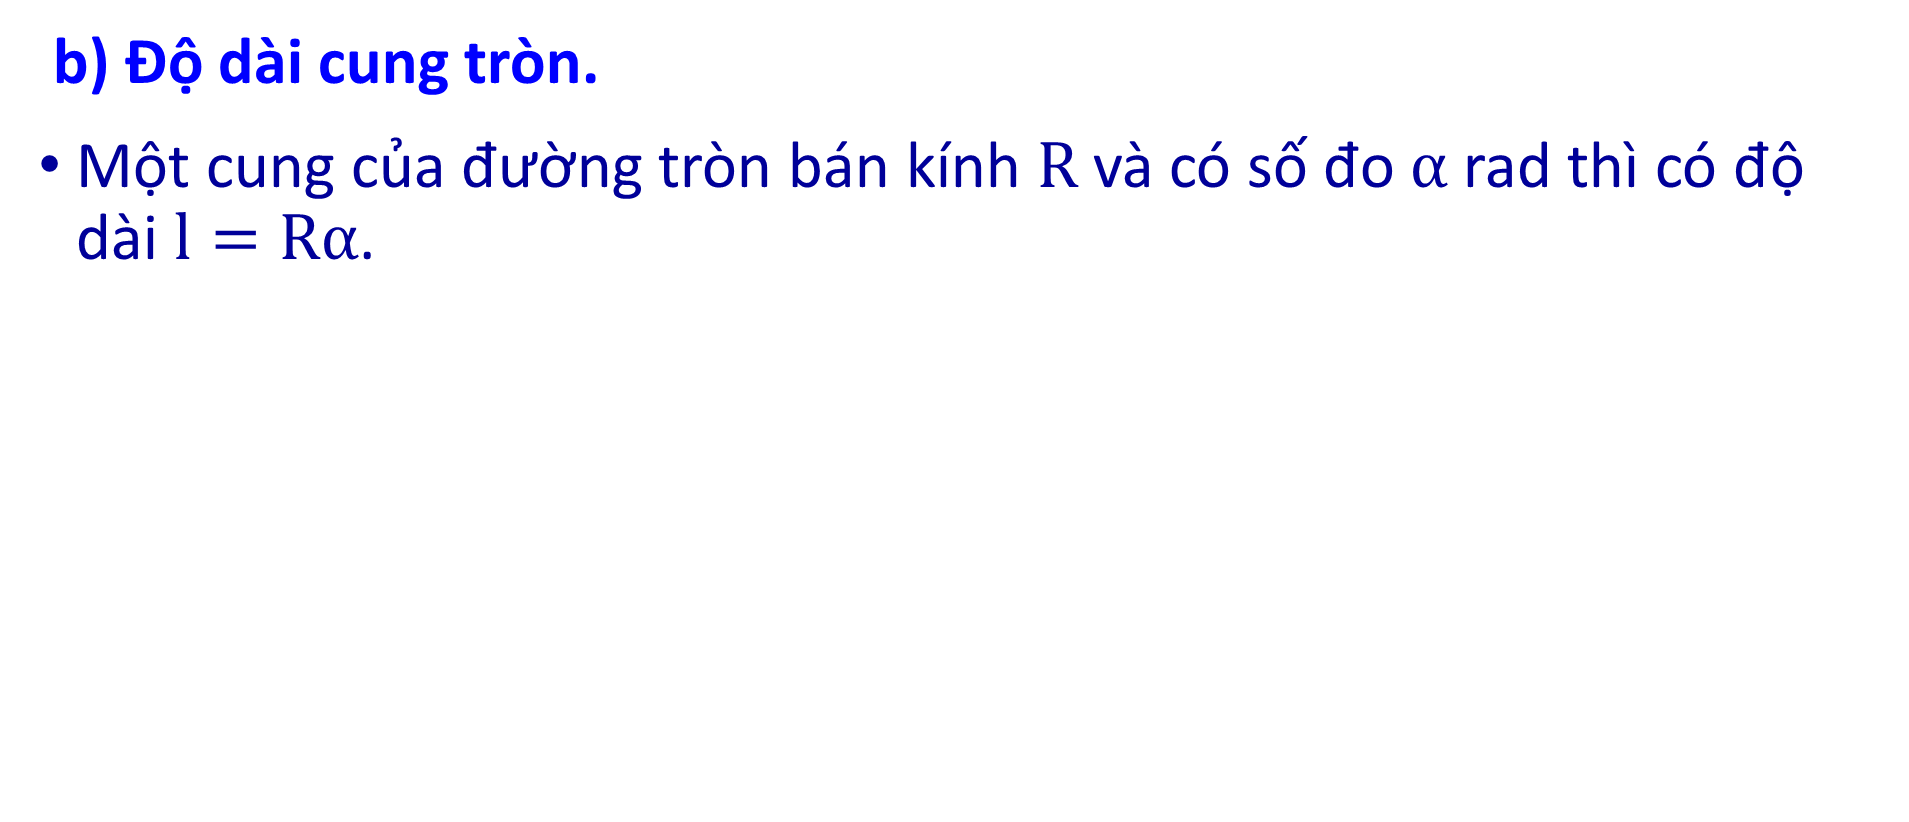 b) Độ dài cung tròn.
• Một cung của đường tròn bán kính R và có số đo α rad thì có độ
dài l = Rα.